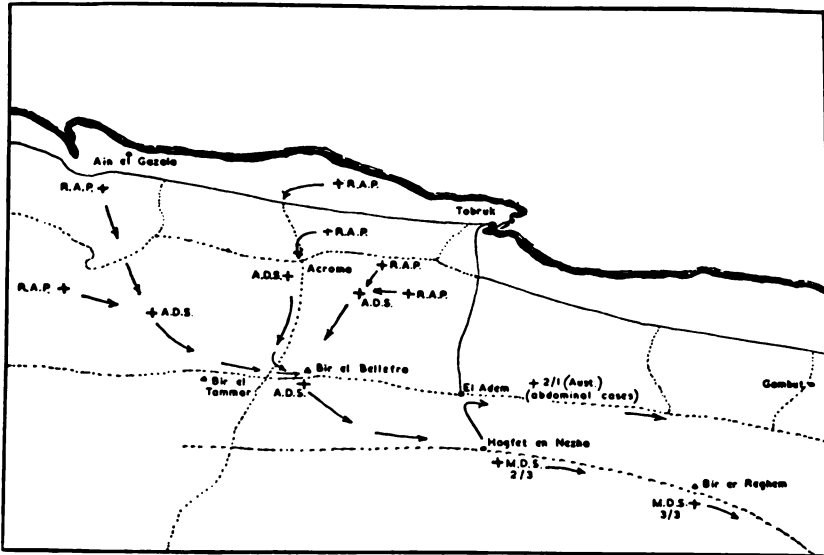 Ain el Gazala
R.A.P.
R.A.P.
Tobruk
R.A.P.
R.A.P.
A.D.S.
Acroma
R.A.P.
A.D.S.
R.A.P.
A.D.S.
Bir el Bellefra
Bir el
Tammar
A.D.S.
El Adem
2/1 (Aust.)
(abdominal cases)
Gambut
Hagfet en Nezha
M.D.S.
2/3
Bir er Reghem
M.D.S.
3/3